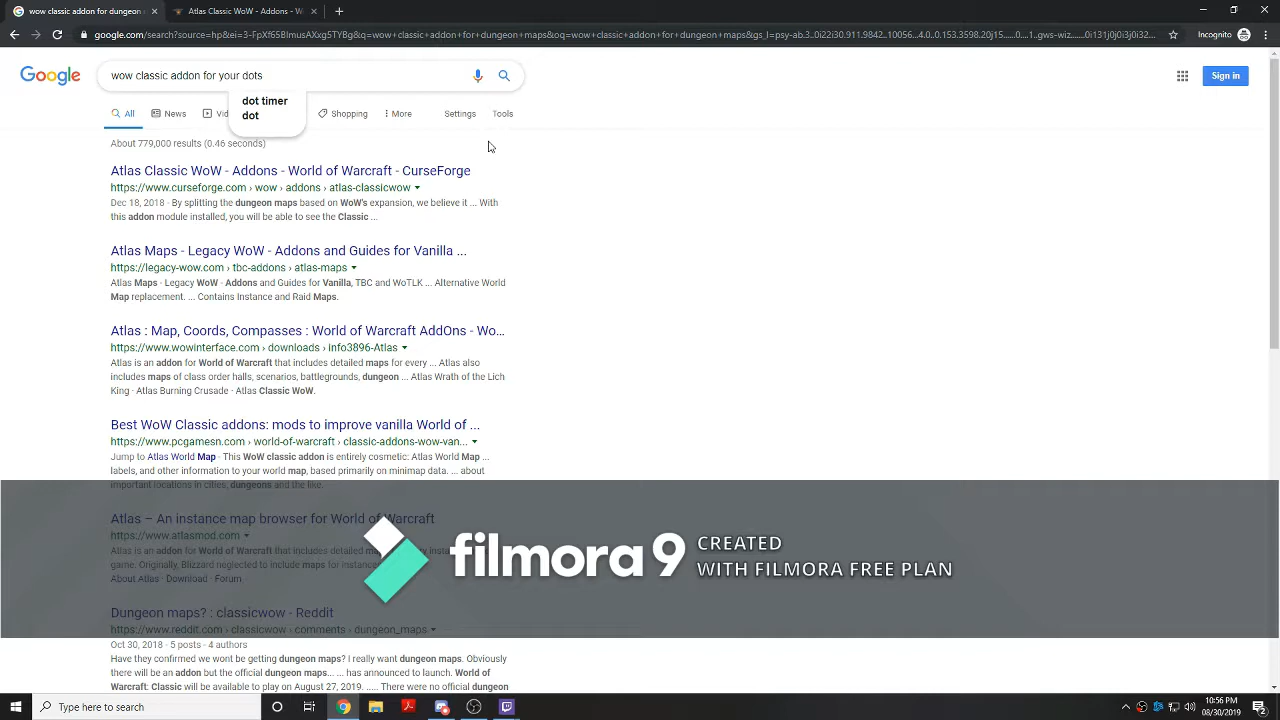 wow classic addon for dungeon m
Atlas Classic WoW - Addons - W
google.com/search?source=hp&ei=3-FpXf65BImusAXxg5TYBg&q=wow+classic+addon+for+dungeon+maps&oq=wow+classic+addon+for+dungeon+maps&gs_l=psy-ab.3..0i22i30.911.9842..10056...4.0..0.153.3598.20j15......0....1..gws-wiz.......0i131j0j0i3j0i32...
Incognito
Google
wow classic addon for your dots
Sign in
dot timer
dot
All
News
Vid
Shopping
More
Settings
Tools
About 779,000 results (0.46 seconds)
Atlas Classic WoW - Addons - World of Warcraft - CurseForge
https://www.curseforge.com › wow › addons › atlas-classicwow
Dec 18, 2018 - By splitting the dungeon maps based on WoW's expansion, we believe it ... With
this addon module installed, you will be able to see the Classic ...
Atlas Maps - Legacy WoW - Addons and Guides for Vanilla ...
https://legacy-wow.com › tbc-addons › atlas-maps
Atlas Maps - Legacy WoW - Addons and Guides for Vanilla, TBC and WoTLK ... Alternative World
Map replacement. ... Contains Instance and Raid Maps.
Atlas : Map, Coords, Compasses : World of Warcraft AddOns - Wo...
https://www.wowinterface.com › downloads › info3896-Atlas
Atlas is an addon for World of Warcraft that includes detailed maps for every ... Atlas also
includes maps of class order halls, scenarios, battlegrounds, dungeon ... Atlas Wrath of the Lich
King · Atlas Burning Crusade · Atlas Classic WoW.
Best WoW Classic addons: mods to improve vanilla World of ...
https://www.pcgamesn.com › world-of-warcraft › classic-addons-wow-van...
Jump to Atlas World Map - This WoW classic addon is entirely cosmetic: Atlas World Map ...
labels, and other information to your world map, based primarily on minimap data. ... about
important locations in cities, dungeons and the like.
Atlas – An instance map browser for World of Warcraft
https://www.atlasmod.com
Atlas is an addon for World of Warcraft that includes detailed
game. Originally, Blizzard neglected to include maps for
About Atlas · Download · Forum
filmora 9
CREATED
WITH FILMORA FREE PLAN
Dungeon maps? : classicwow - Reddit
https://www.reddit.com › classicwow › comments › dungeon_maps
Oct 30, 2018 - 5 posts - 4 authors
Have they confirmed we wont be getting dungeon maps? I really want dungeon maps. Obviously
there will be an addon but the official dungeon maps... ... has announced to launch. World of
Warcraft: Classic will be available to play on August 27, 2019. ..... There were no official dungeon
Type here to search
10:56 PM
08/30/2019
2